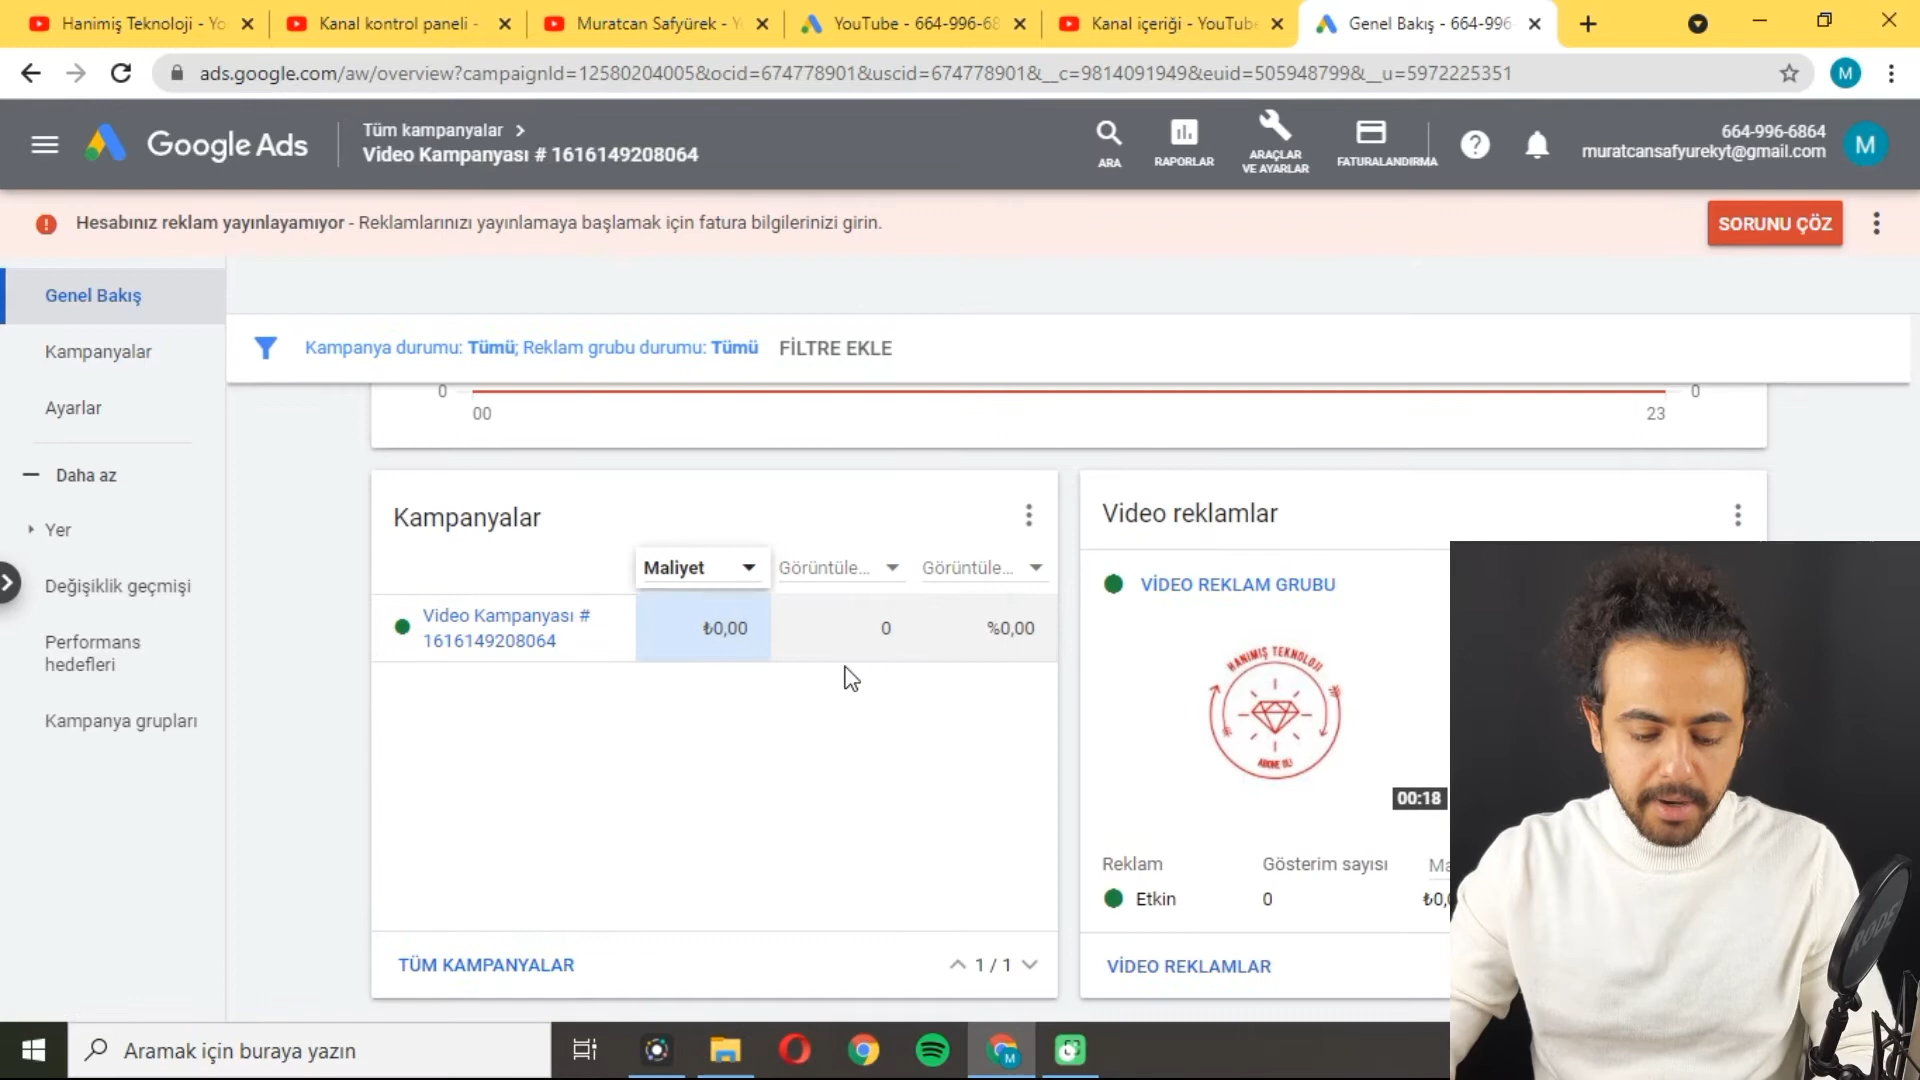 Hanimiş Teknoloji - Yo
Kanal kontrol paneli -
Muratcan Safyürek - Y
YouTube - 664-996-68
Kanal içeriği - YouTube
Genel Bakış - 664-996-
ads.google.com/aw/overview?campaignId=12580204005&ocid=674778901&uscid=674778901&__c=9814091949&euid=505948799&__u=5972225351
M
Google Ads
Tüm kampanyalar
Video Kampanyası # 1616149208064
ARA
RAPORLAR
ARAÇLAR
VE AYARLAR
FATURALANDIRMA
664-996-6864
muratcansafyurekyt@gmail.com
M
Hesabınız reklam yayınlayamıyor - Reklamlarınızı yayınlamaya başlamak için fatura bilgilerinizi girin.
SORUNU ÇÖZ
Genel Bakış
Kampanyalar
Ayarlar
Daha az
Yer
Değişiklik geçmişi
Performans
hedefleri
Kampanya grupları
Kampanya durumu: Tümü; Reklam grubu durumu: Tümü
FİLTRE EKLE
0
0
00
23
Kampanyalar
Maliyet
Görüntüle...
Görüntüle...
Video Kampanyası #
1616149208064
₺0,00
0
%0,00
TÜM KAMPANYALAR
1 / 1
Video reklamlar
VİDEO REKLAM GRUBU
HANIMIŞ TEKNOLOJI
ABONE OL!
00:18
Reklam
Gösterim sayısı
Ma
Etkin
0
₺0,0
VİDEO REKLAMLAR
RODE
Aramak için buraya yazın
M